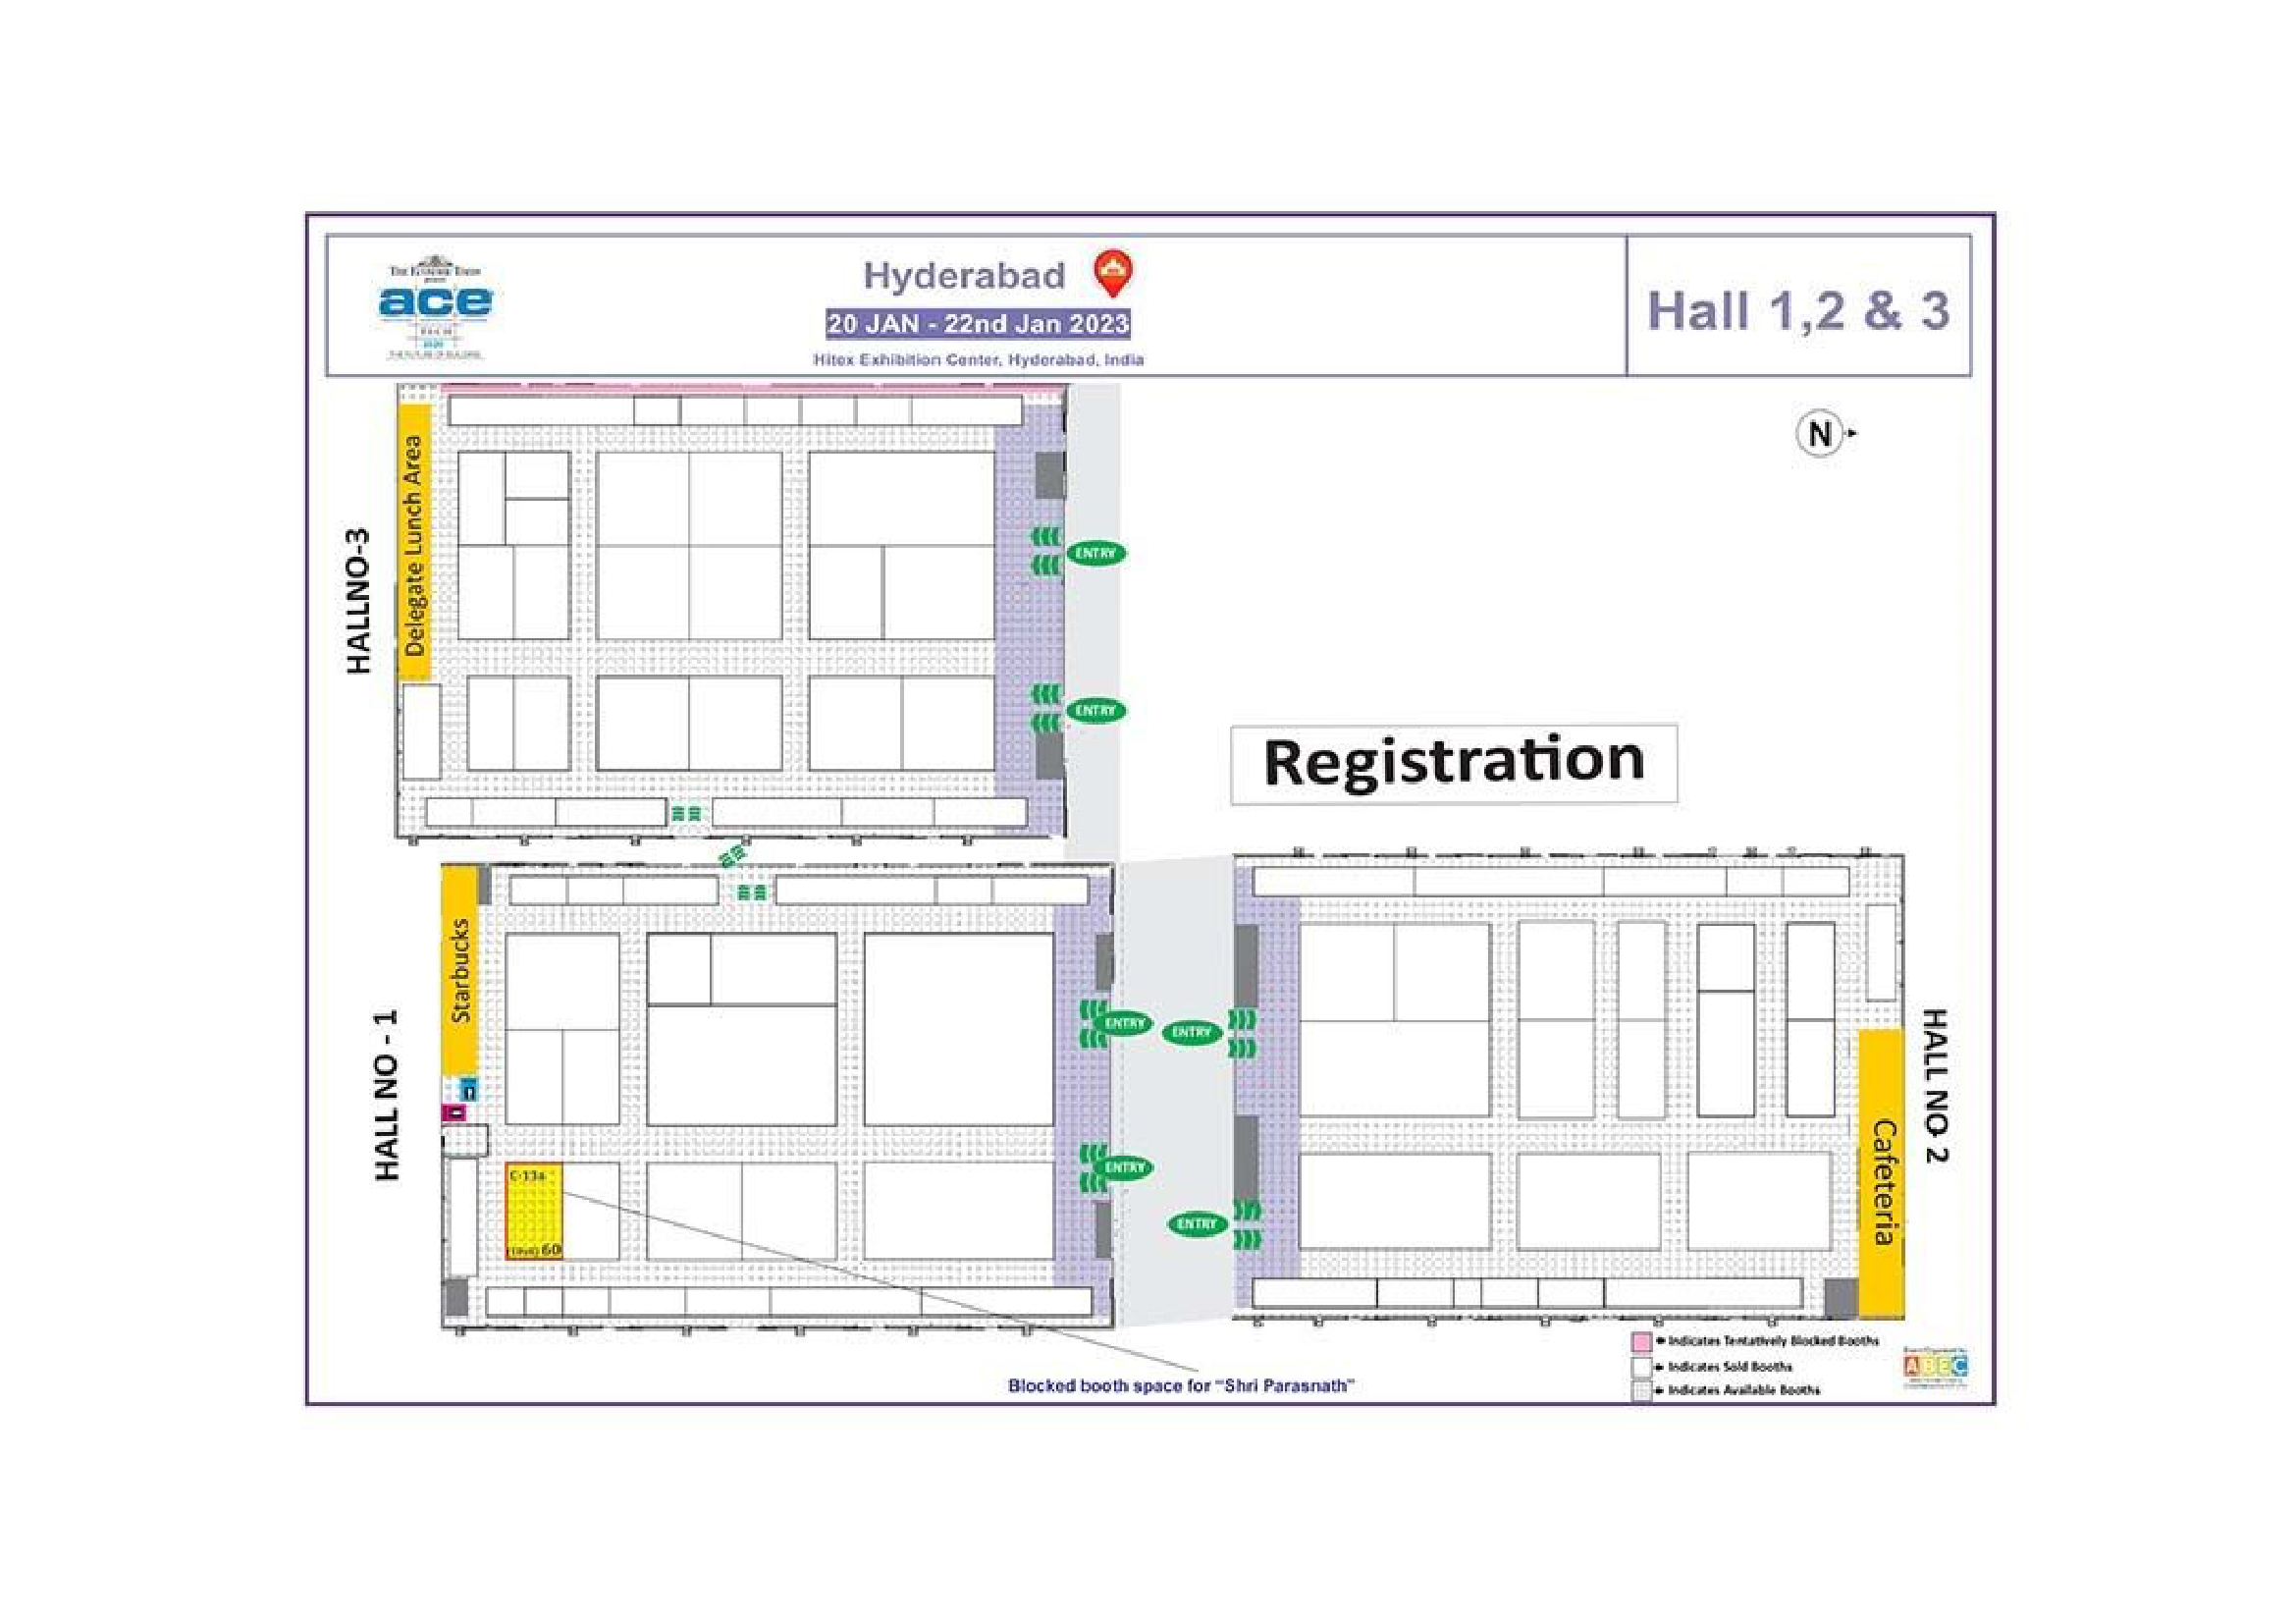 THE ECONOMIC TIMES
ace
TECH
THE FUTURE OF BUILDING
Hyderabad
20 JAN - 22nd Jan 2023
Hitex Exhibition Center, Hyderabad, India
Hall 1,2 & 3
N
HALLNO-3
Delegate Lunch Area
ENTRY
ENTRY
Registration
HALL NO - 1
Starbucks
ENTRY
ENTRY
ENTRY
ENTRY
C-13a
60
HALL NO 2
Cafeteria
Blocked booth space for “Shri Parasnath”
Indicates Tentatively Blocked Booths
Indicates Sold Booths
Indicates Available Booths
ABEC